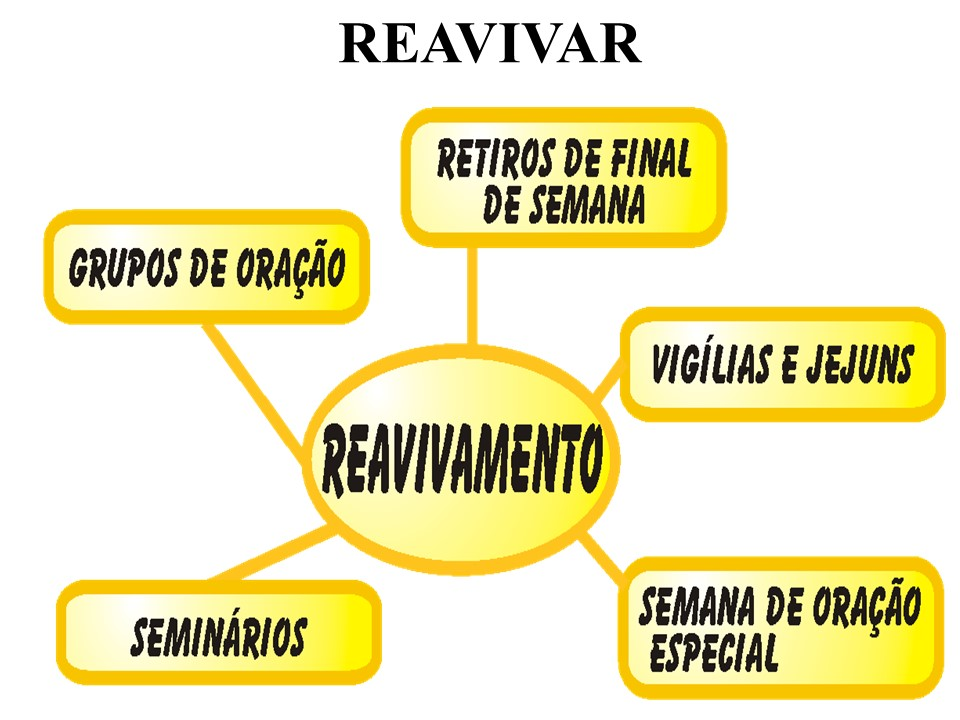 REAVIVAR
RETIROS DE FINAL
DE SEMANA
GRUPOS DE ORAÇÃO
VIGÍLIAS E JEJUNS
REAVIVAMENTO
SEMINÁRIOS
SEMANA DE ORAÇÃO
ESPECIAL